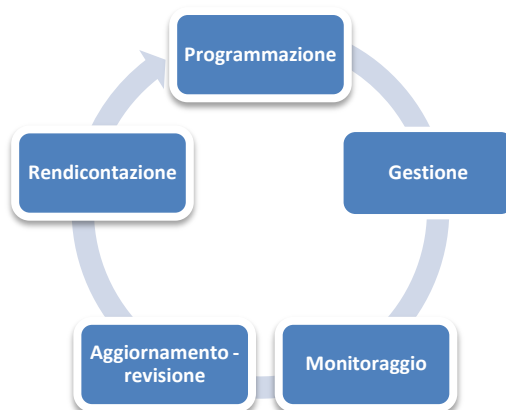 Programmazione
Gestione
Monitoraggio
Aggiornamento -
revisione
Rendicontazione